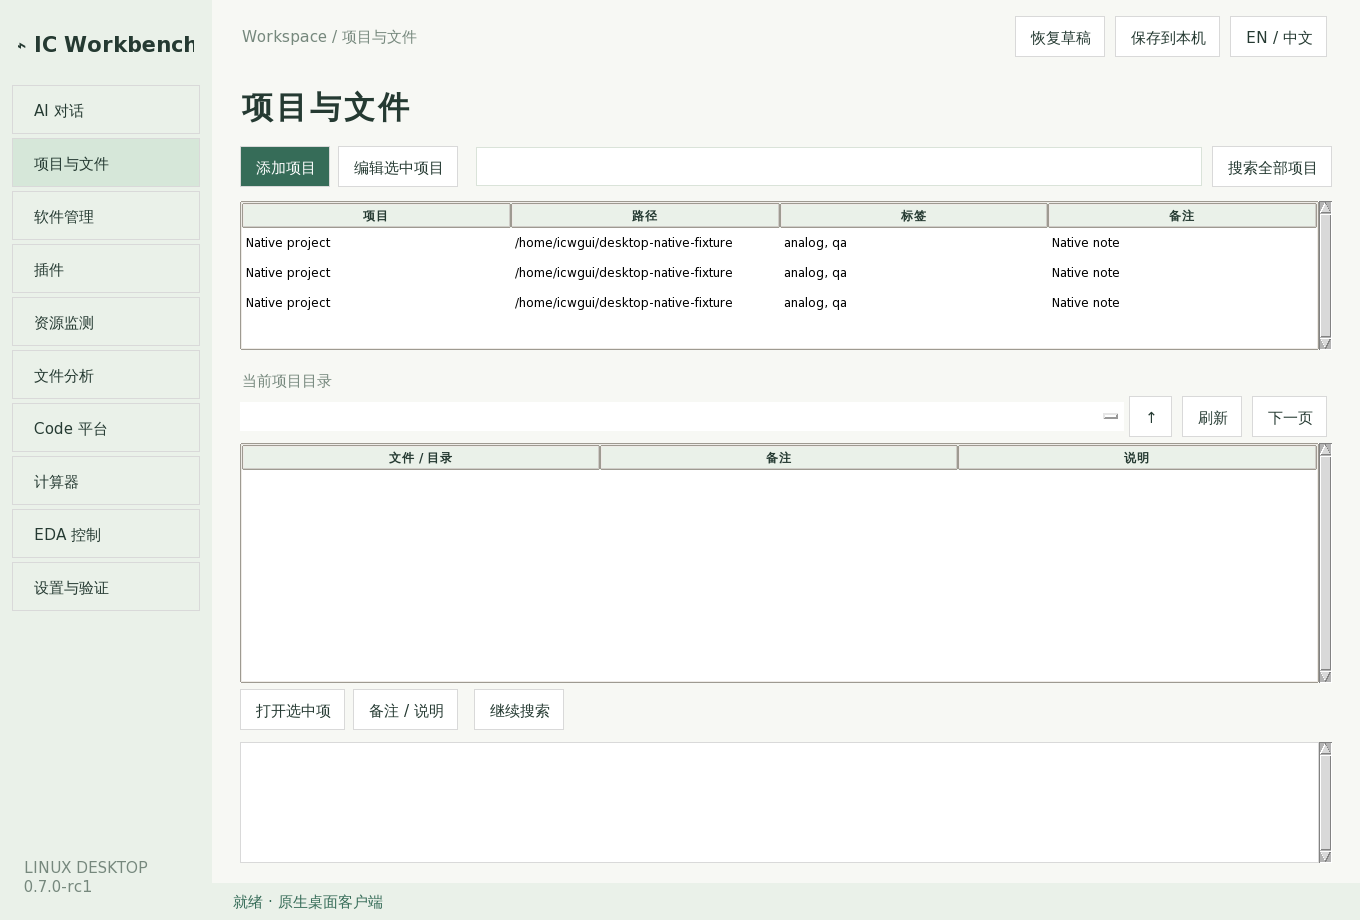 IC Workbench
AI 对话
项目与文件
软件管理
插件
资源监测
文件分析
Code 平台
计算器
EDA 控制
设置与验证
LINUX DESKTOP
0.7.0-rc1
Workspace / 项目与文件
恢复草稿
保存到本机
EN / 中文
项目与文件
添加项目
编辑选中项目
搜索全部项目
项目 路径 标签 备注
Native project /home/icwgui/desktop-native-fixture analog, qa Native note
Native project /home/icwgui/desktop-native-fixture analog, qa Native note
Native project /home/icwgui/desktop-native-fixture analog, qa Native note
当前项目目录
↑
刷新
下一页
文件 / 目录 备注 说明
打开选中项
备注 / 说明
继续搜索
就绪 · 原生桌面客户端